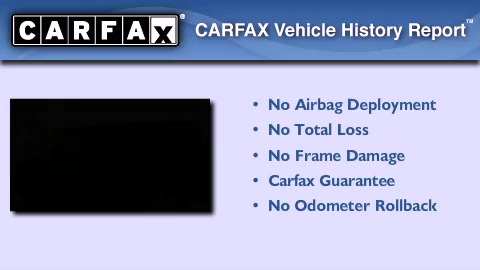 CARFAX® CARFAX Vehicle History Report™
• No Airbag Deployment
• No Total Loss
• No Frame Damage
• Carfax Guarantee
• No Odometer Rollback